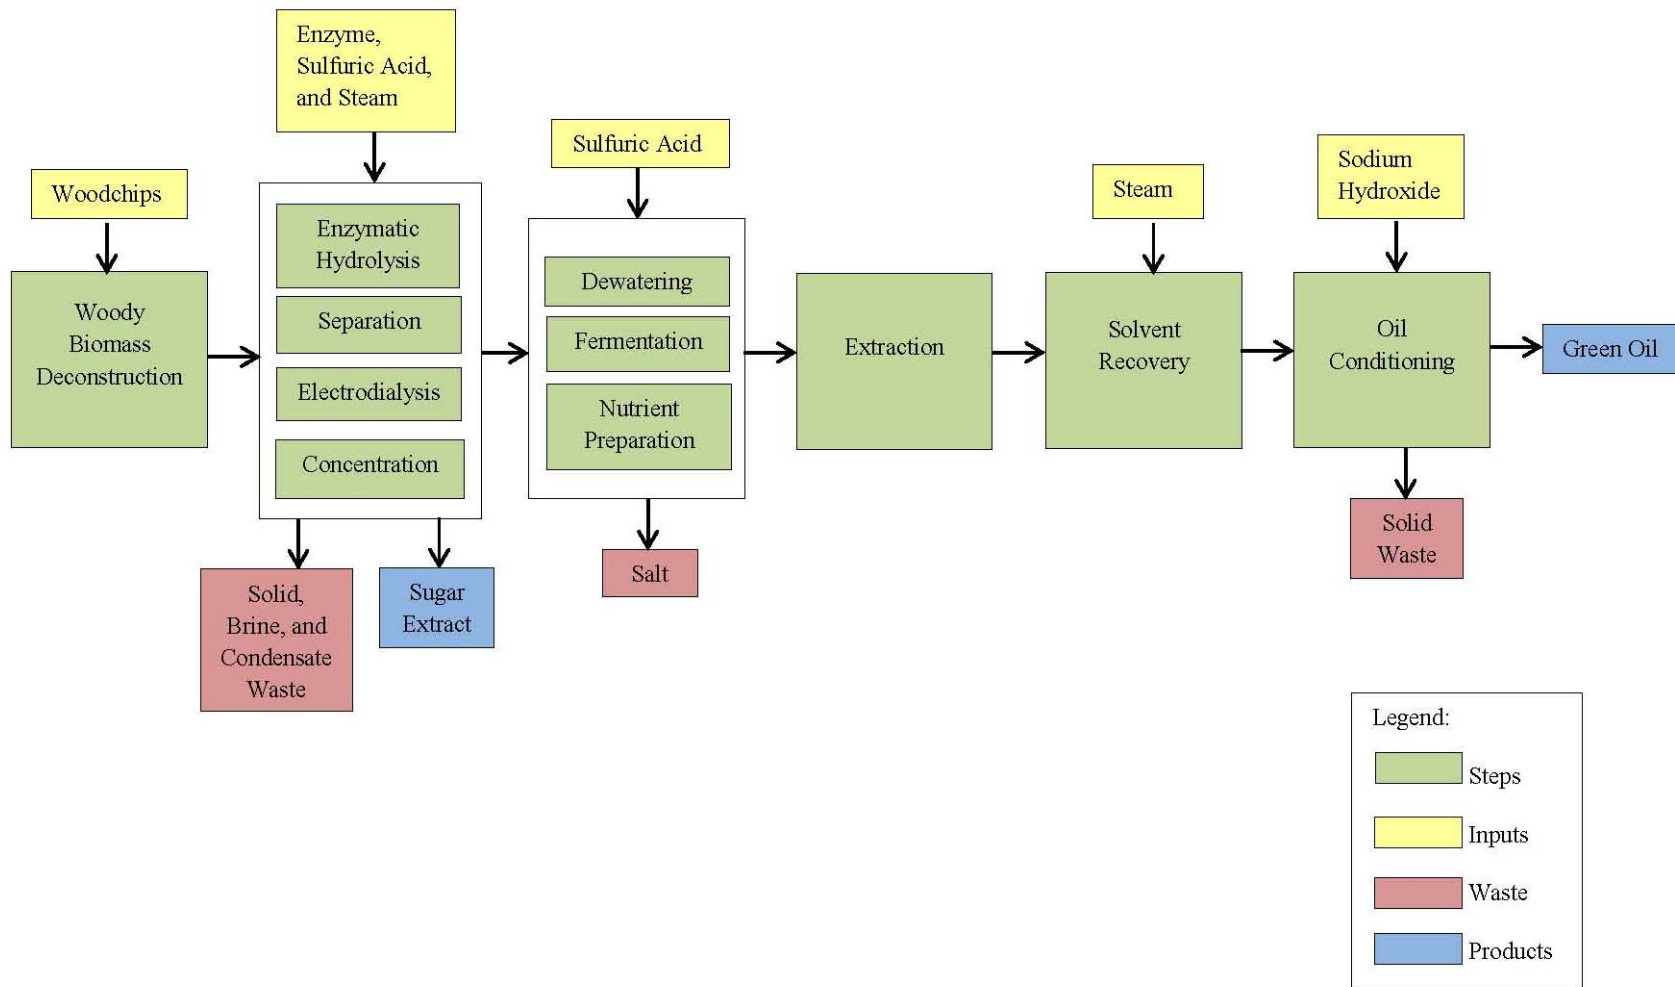 Enzyme,
Sulfuric Acid,
and Steam
Sulfuric Acid
Woodchips
Steam
Sodium
Hydroxide
Woody
Biomass
Deconstruction
Enzymatic
Hydrolysis
Separation
Electrodialysis
Concentration
Dewatering
Fermentation
Nutrient
Preparation
Extraction
Solvent
Recovery
Oil
Conditioning
Green Oil
Solid,
Brine, and
Condensate
Waste
Sugar
Extract
Salt
Solid
Waste
Legend:
Steps
Inputs
Waste
Products